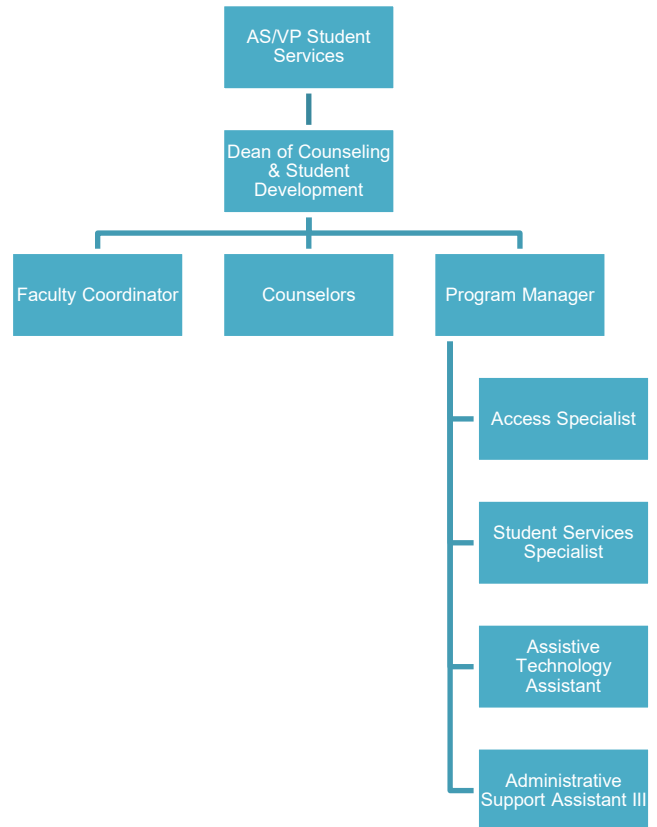 AS/VP Student
Services
Dean of Counseling
& Student
Development
Faculty Coordinator
Counselors
Program Manager
Access Specialist
Student Services
Specialist
Assistive
Technology
Assistant
Administrative
Support Assistant III